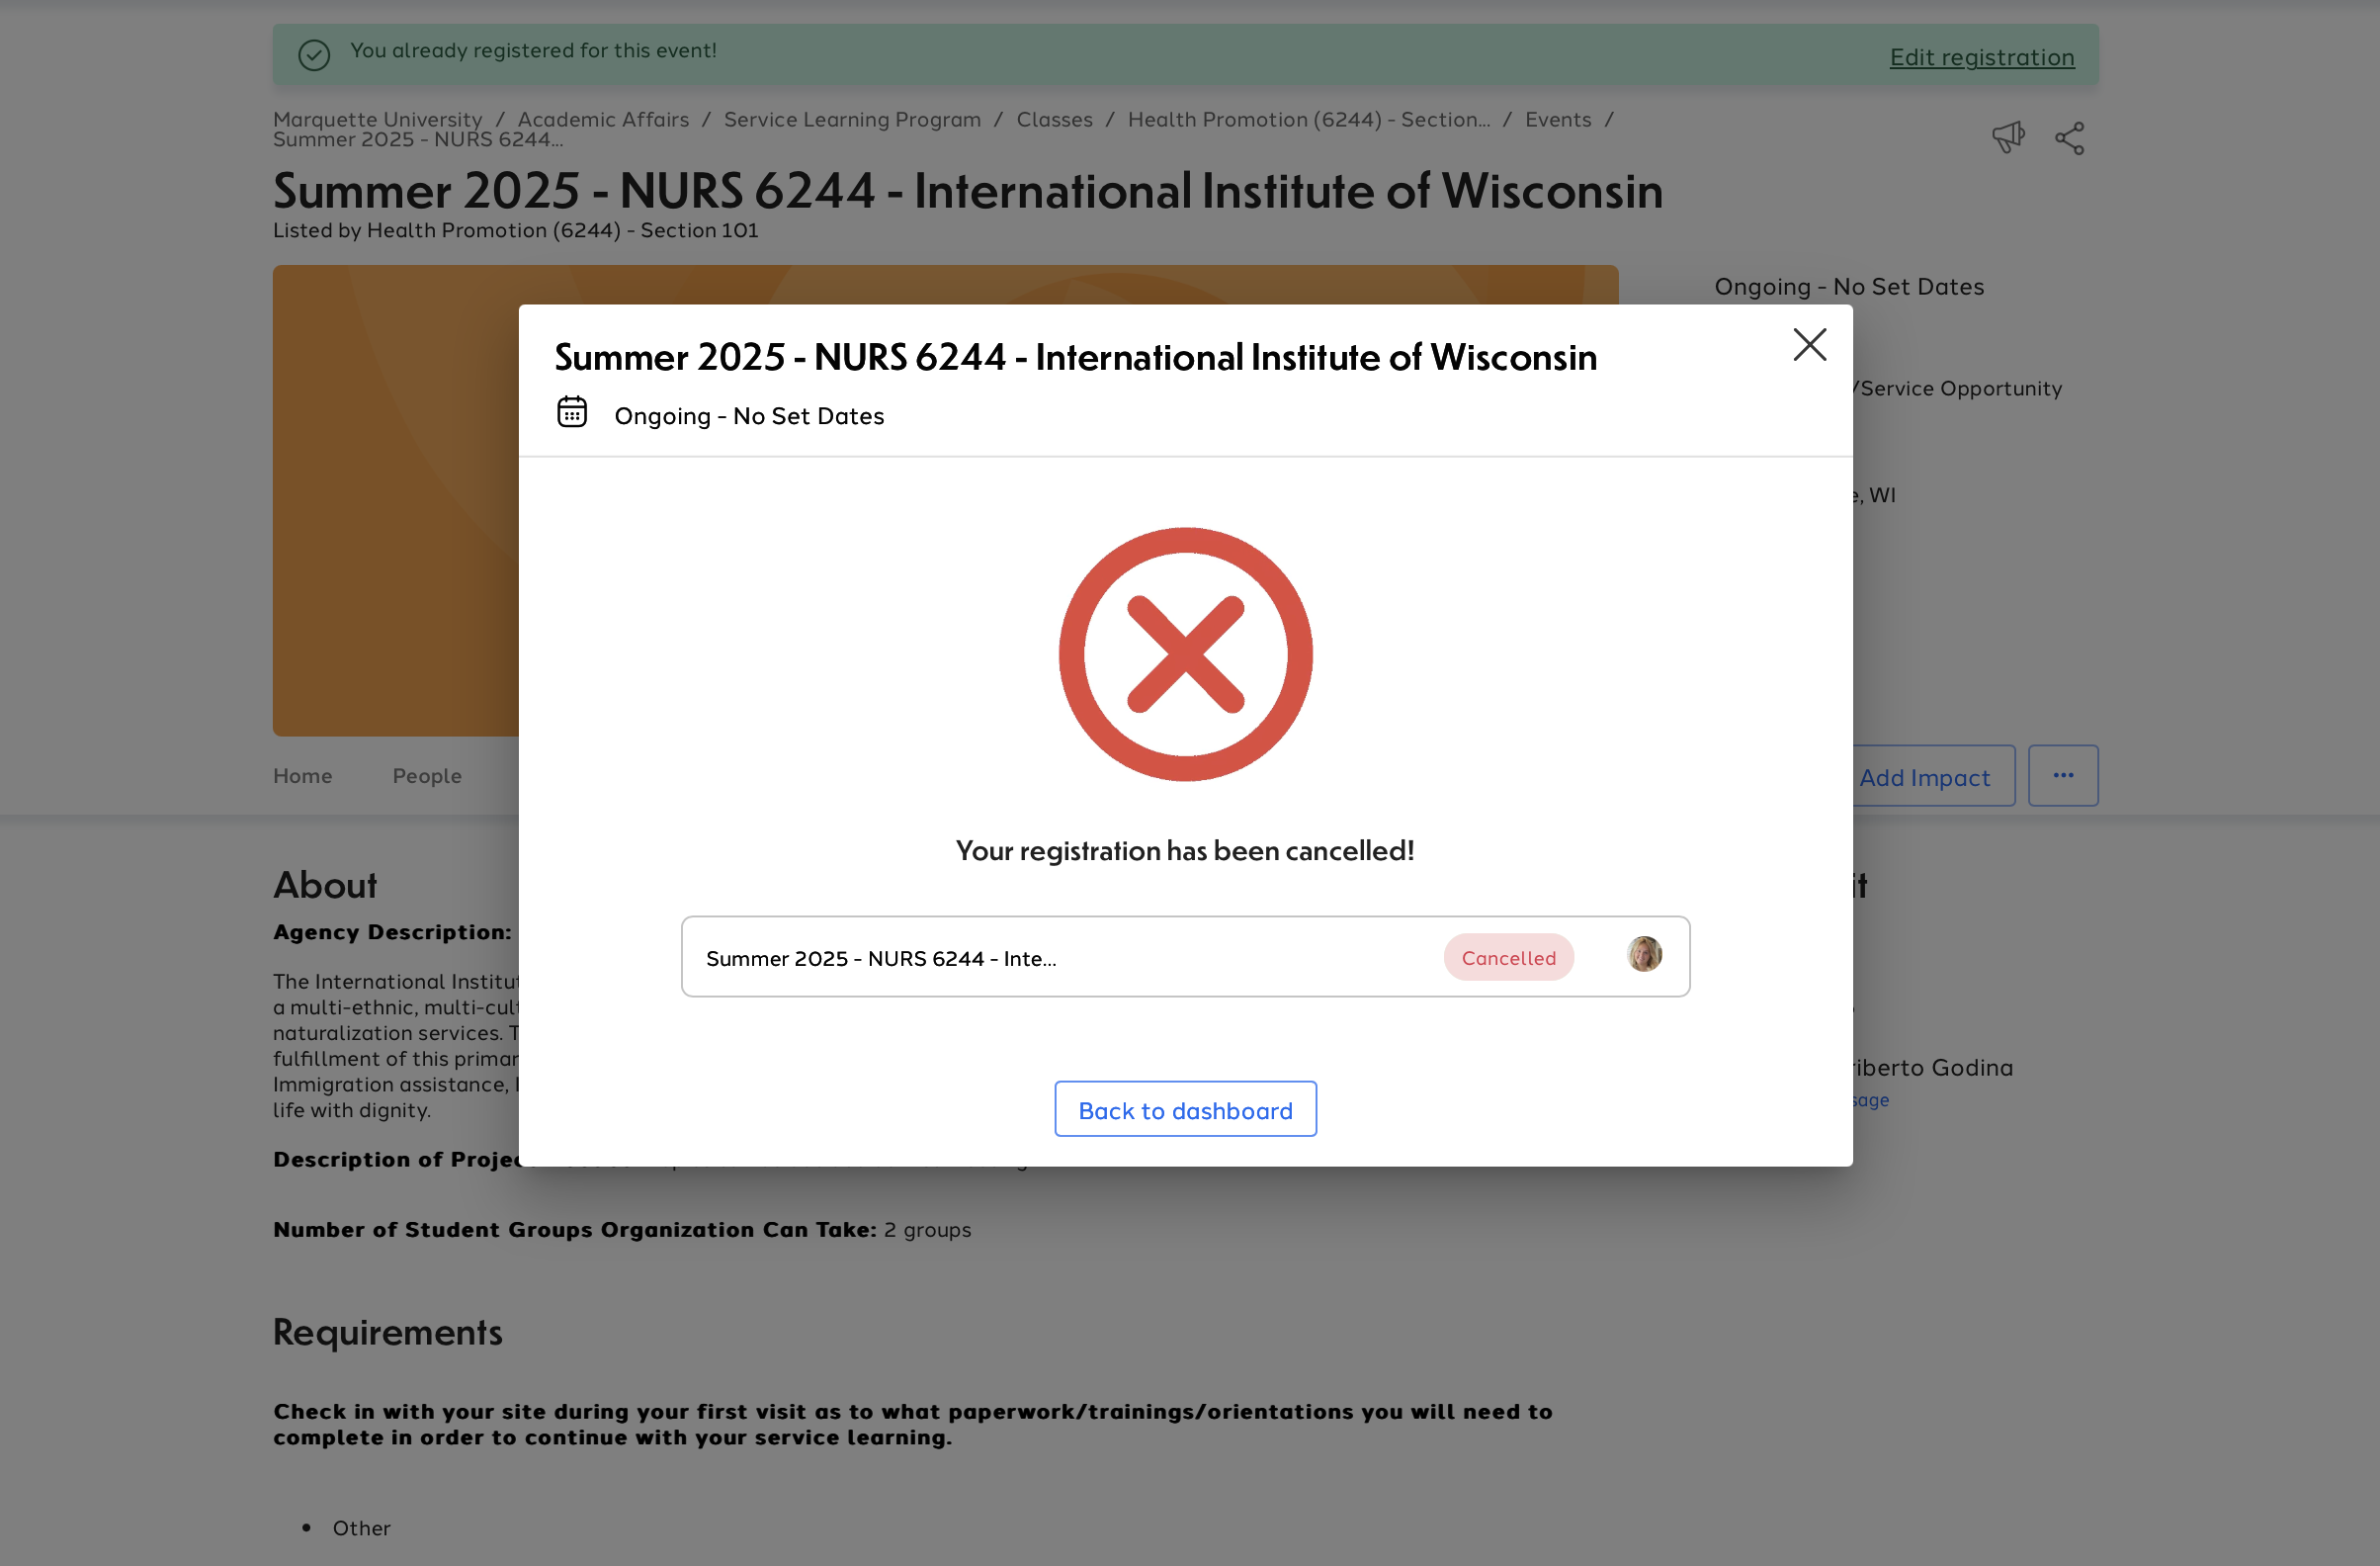 You already registered for this event!
Edit registration
Marquette University / Academic Affairs / Service Learning Program / Classes / Health Promotion (6244) - Section... / Events /
Summer 2025 - NURS 6244...
Summer 2025 - NURS 6244 - International Institute of Wisconsin
Listed by Health Promotion (6244) - Section 101
Ongoing - No Set Dates
/Service Opportunity
, WI
Summer 2025 - NURS 6244 - International Institute of Wisconsin
Ongoing - No Set Dates
Your registration has been cancelled!
Summer 2025 - NURS 6244 - Inte...
Cancelled
Back to dashboard
Home
People
Add Impact
...
About
Agency Description:
The International
a multi-ethnic,
naturalization services.
fulfillment of this
Immigration assistance,
life with dignity.
Godina
Description of
Number of Student Groups Organization Can Take: 2 groups
Requirements
Check in with your site during your first visit as to what paperwork/trainings/orientations you will need to
complete in order to continue with your service learning.
• Other